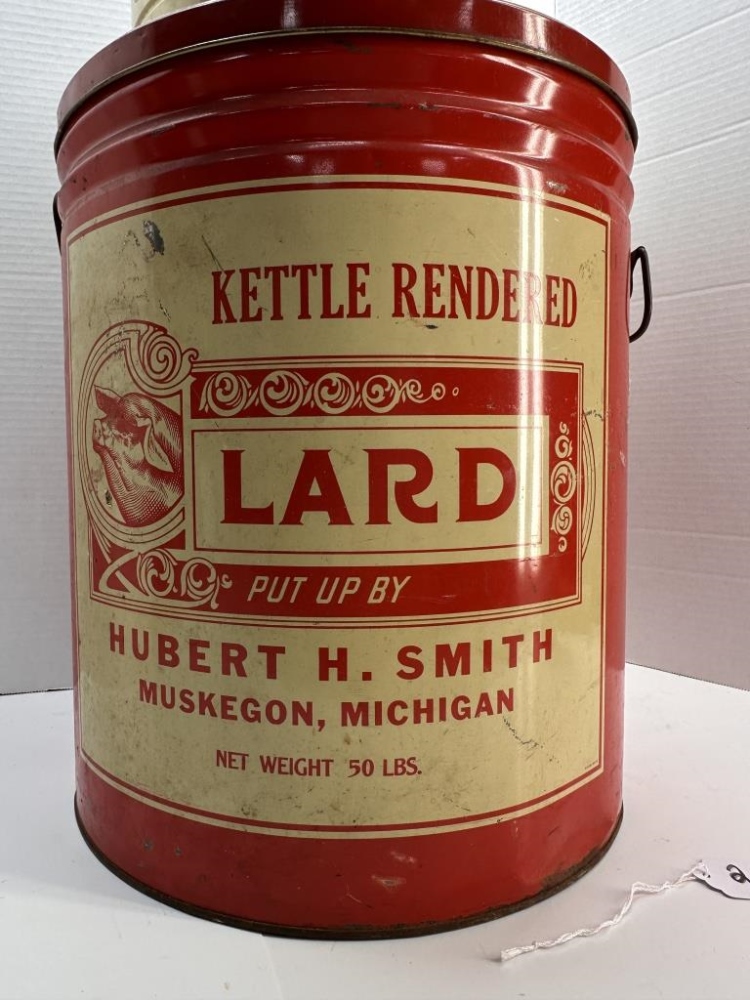 KETTLE RENDERED
LARD
PUT UP BY
HUBERT H. SMITH
MUSKEGON, MICHIGAN
NET WEIGHT 50 LBS.